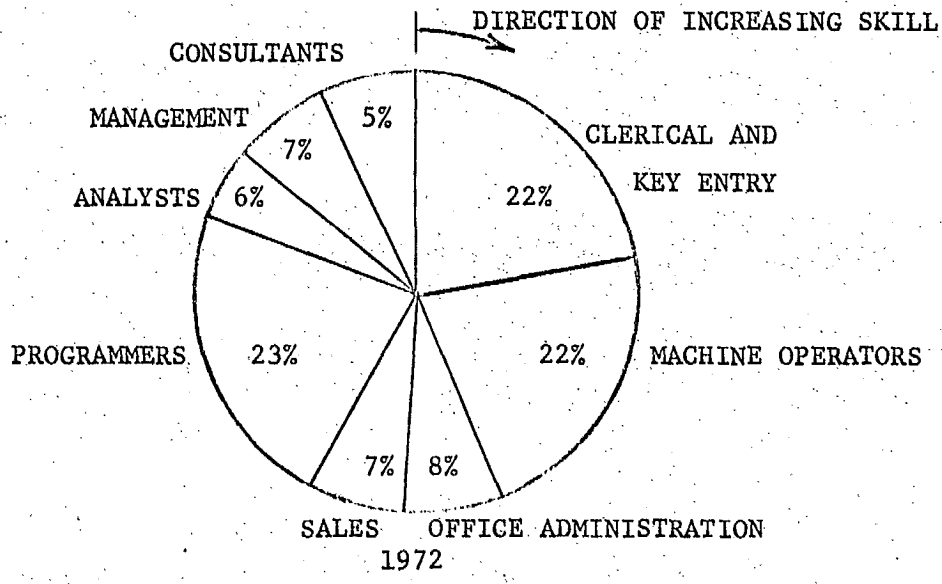 DIRECTION OF INCREASING SKILL
CONSULTANTS
5%
MANAGEMENT
7%
CLERICAL AND
KEY ENTRY
22%
ANALYSTS
6%
PROGRAMMERS
23%
22%
MACHINE OPERATORS
7%
8%
SALES
OFFICE ADMINISTRATION
1972